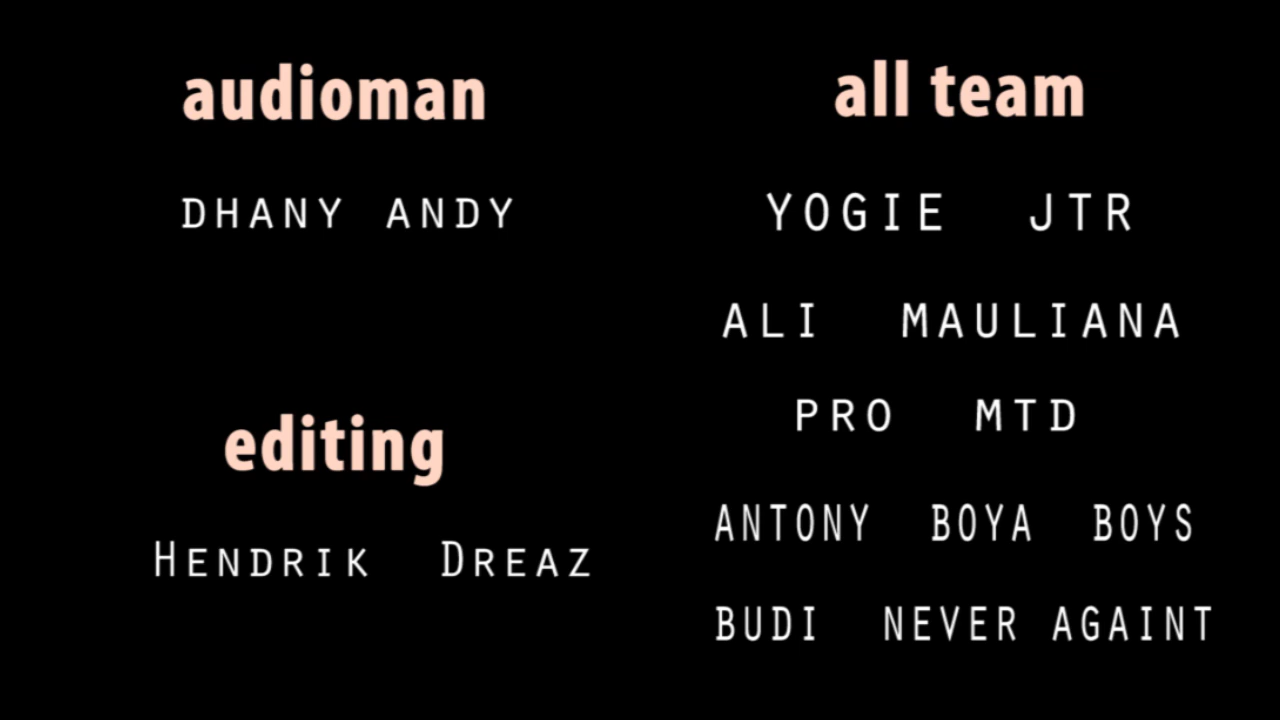 audioman
DHANY ANDY
editing
HENDRIK DREAZ
all team
YOGIE JTR
ALI MAULIANA
PRO MTD
ANTONY BOYA BOYS
BUDI NEVER AGAINT